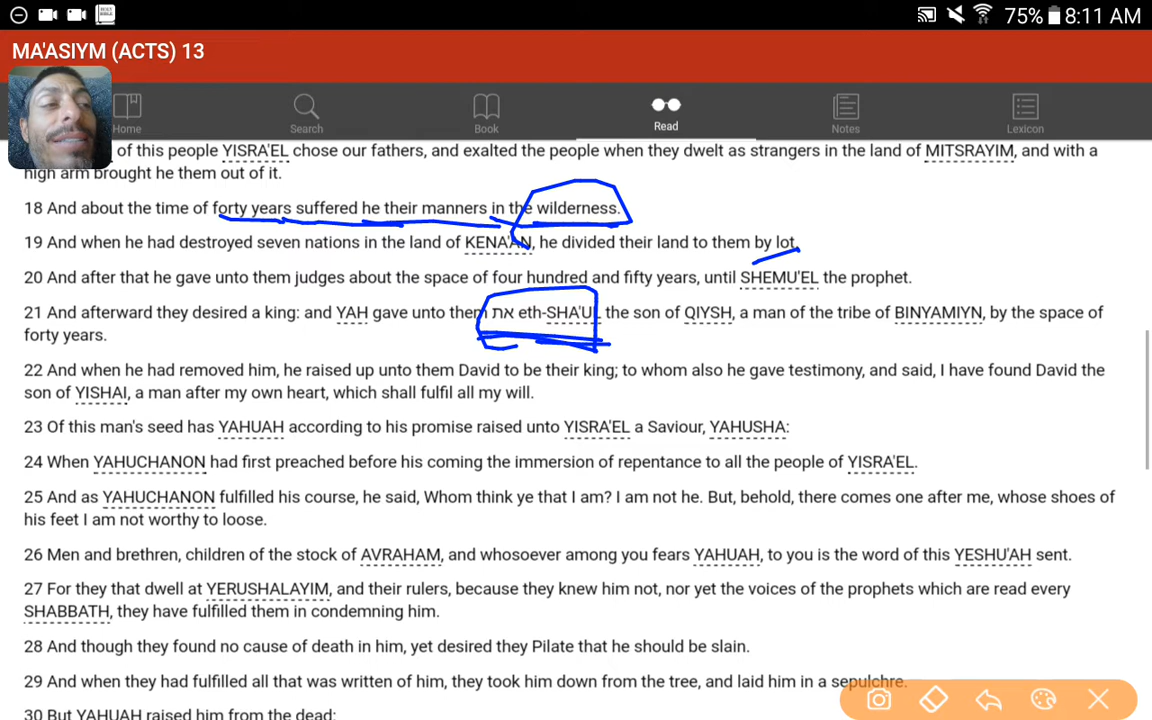 75% 8:11 AM
MA'ASIYM (ACTS) 13
Home Search Book Read Notes Lexicon
of this people YISRA'EL chose our fathers, and exalted the people when they dwelt as strangers in the land of MITSRAYIM, and with a
high arm brought he them out of it.
18 And about the time of forty years suffered he their manners in the wilderness.
19 And when he had destroyed seven nations in the land of KENA'AN, he divided their land to them by lot.
20 And after that he gave unto them judges about the space of four hundred and fifty years, until SHEMU'EL the prophet.
21 And afterward they desired a king: and YAH gave unto them את eth-SHA'UL the son of QIYSH, a man of the tribe of BINYAMIYN, by the space of
forty years.
22 And when he had removed him, he raised up unto them David to be their king; to whom also he gave testimony, and said, I have found David the
son of YISHAI, a man after my own heart, which shall fulfil all my will.
23 Of this man's seed has YAHUAH according to his promise raised unto YISRA'EL a Saviour, YAHUSHA:
24 When YAHUCHANON had first preached before his coming the immersion of repentance to all the people of YISRA'EL.
25 And as YAHUCHANON fulfilled his course, he said, Whom think ye that I am? I am not he. But, behold, there comes one after me, whose shoes of
his feet I am not worthy to loose.
26 Men and brethren, children of the stock of AVRAHAM, and whosoever among you fears YAHUAH, to you is the word of this YESHU'AH sent.
27 For they that dwell at YERUSHALAYIM, and their rulers, because they knew him not, nor yet the voices of the prophets which are read every
SHABBATH, they have fulfilled them in condemning him.
28 And though they found no cause of death in him, yet desired they Pilate that he should be slain.
29 And when they had fulfilled all that was written of him, they took him down from the tree, and laid him in a sepulchre.
30 But YAHUAH raised him from the dead: